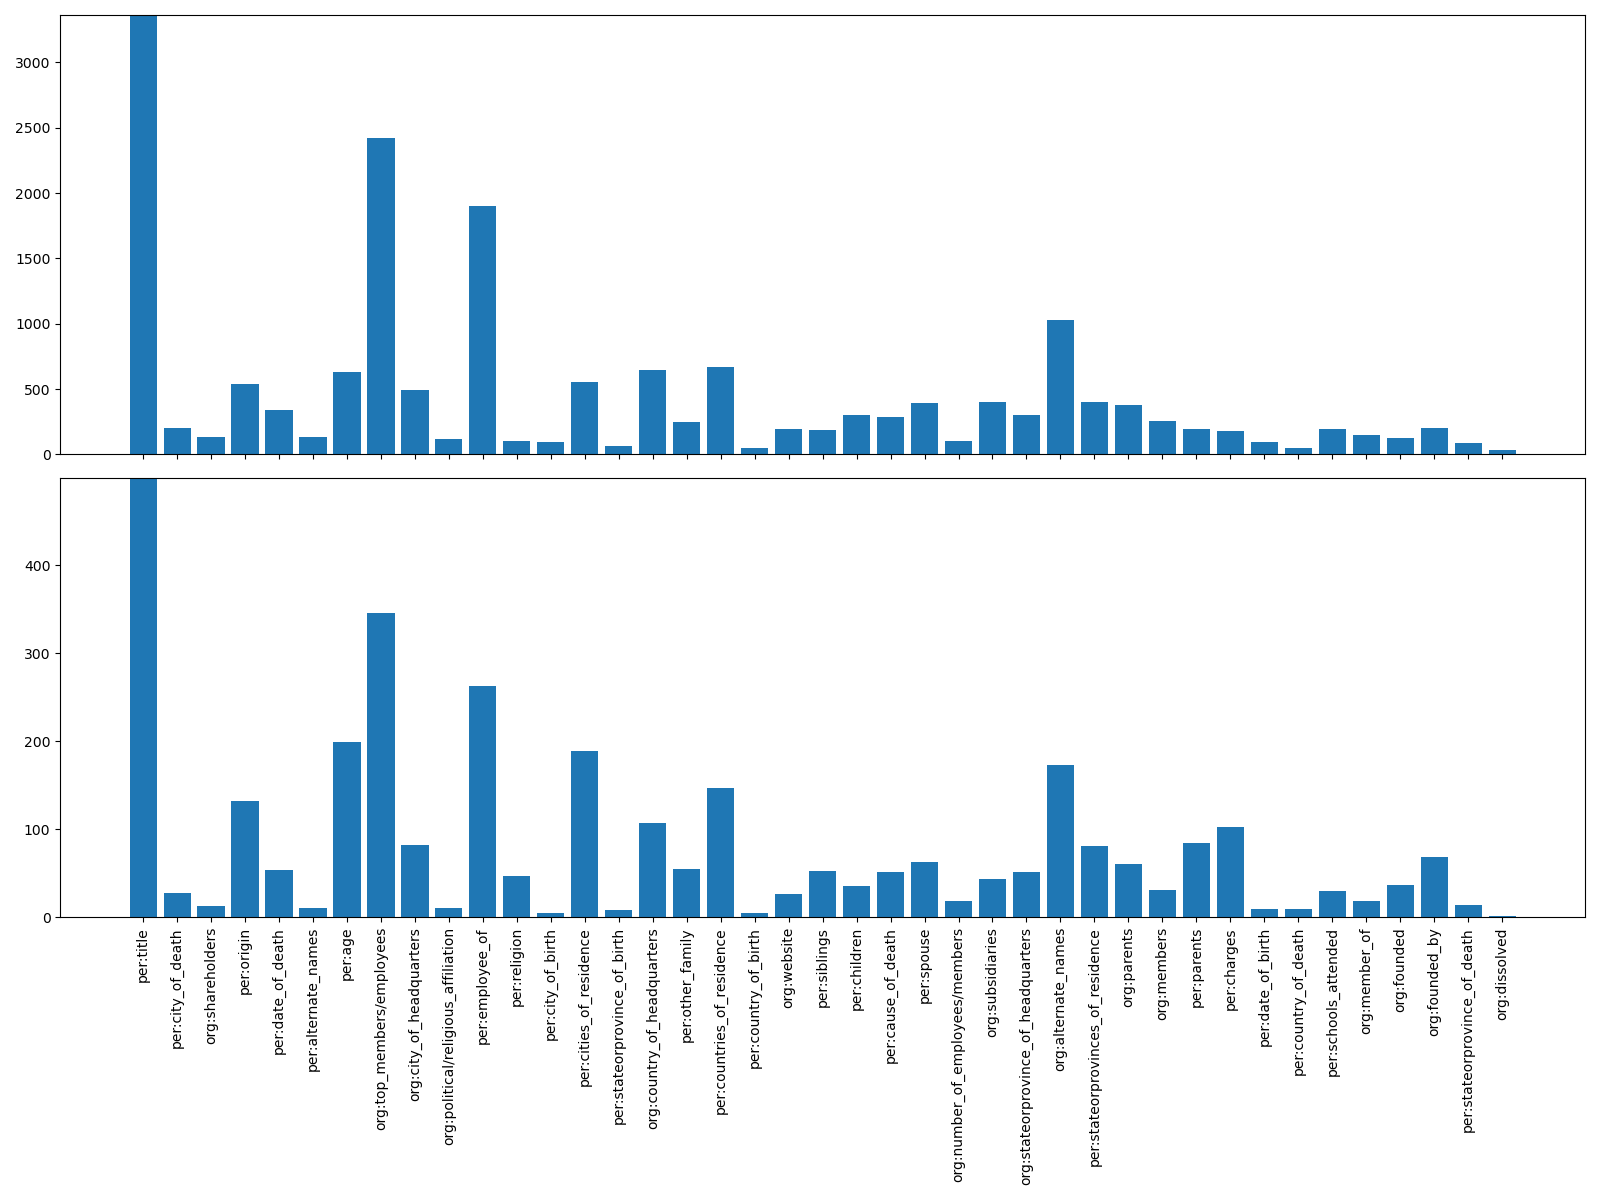 3000
2500
2000
1500
1000
500
0
400
300
200
100
0
per:title
per:city_of_death
org:shareholders
per:origin
per:date_of_death
per:alternate_names
per:age
org:top_members/employees
org:city_of_headquarters
org:political/religious_affiliation
per:employee_of
per:religion
per:city_of_birth
per:cities_of_residence
per:stateorprovince_of_birth
org:country_of_headquarters
per:other_family
per:countries_of_residence
per:country_of_birth
org:website
per:siblings
per:children
per:cause_of_death
per:spouse
org:number_of_employees/members
org:subsidiaries
org:stateorprovince_of_headquarters
org:alternate_names
per:stateorprovinces_of_residence
org:parents
org:members
per:parents
per:charges
per:date_of_birth
per:country_of_death
per:schools_attended
org:member_of
org:founded
org:founded_by
per:stateorprovince_of_death
org:dissolved